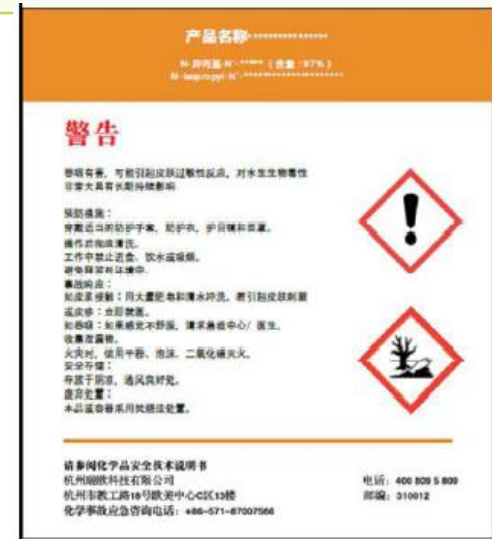 产品名称***************
N-异丙基-N'-***** (含量:97%)
N-isopropyl-N'-**********************
警告
吞咽有害,可能引起皮肤过敏性反应,对水生生物毒性
非常大具有长期持续影响
预防措施:
穿戴适当的防护手套,防护衣,护目镜和面罩。
操作后彻底清洗。
工作中禁止进食、饮水或吸烟。
避免释放到环境中
事故响应:
如皮肤接触:用大量肥皂和清水冲洗。若引起皮肤刺激
或皮疹:立即就医。
如吞咽:如果感觉不舒服,请求急救中心/ 医生。
收集泄漏物。
火灾时,使用干粉、泡沫、二氧化碳灭火。
安全存储:
存放于阴凉,通风良好处。
废弃处置:
本品或容器采用焚烧法处置。
请参阅化学品安全技术说明书
杭州瑞欧科技有限公司
电话:400 809 5 809
杭州市教工路18号欧美中心C区13楼
邮编:310012
化学事故应急咨询电话:+86-571-87007566